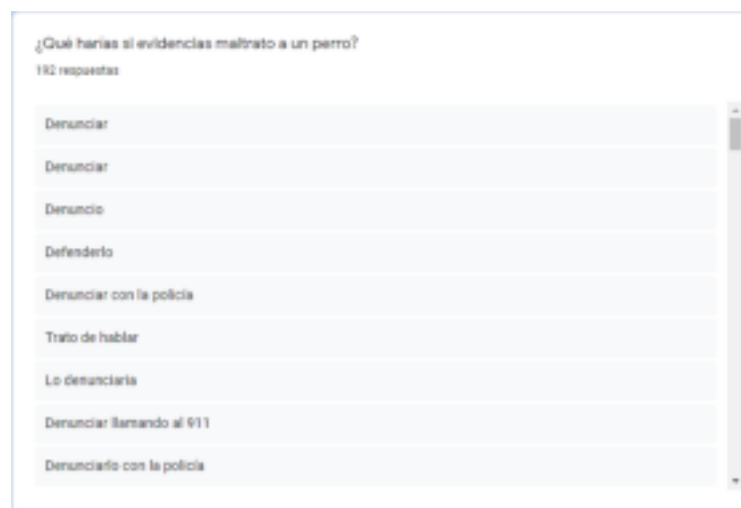 ¿Qué harías si evidencias maltrato a un perro?
192 respuestas
Denunciar
Denunciar
Denuncio
Defenderlo
Denunciar con la policía
Trato de hablar
Lo denunciaría
Denunciar llamando al 911
Denunciarlo con la policía